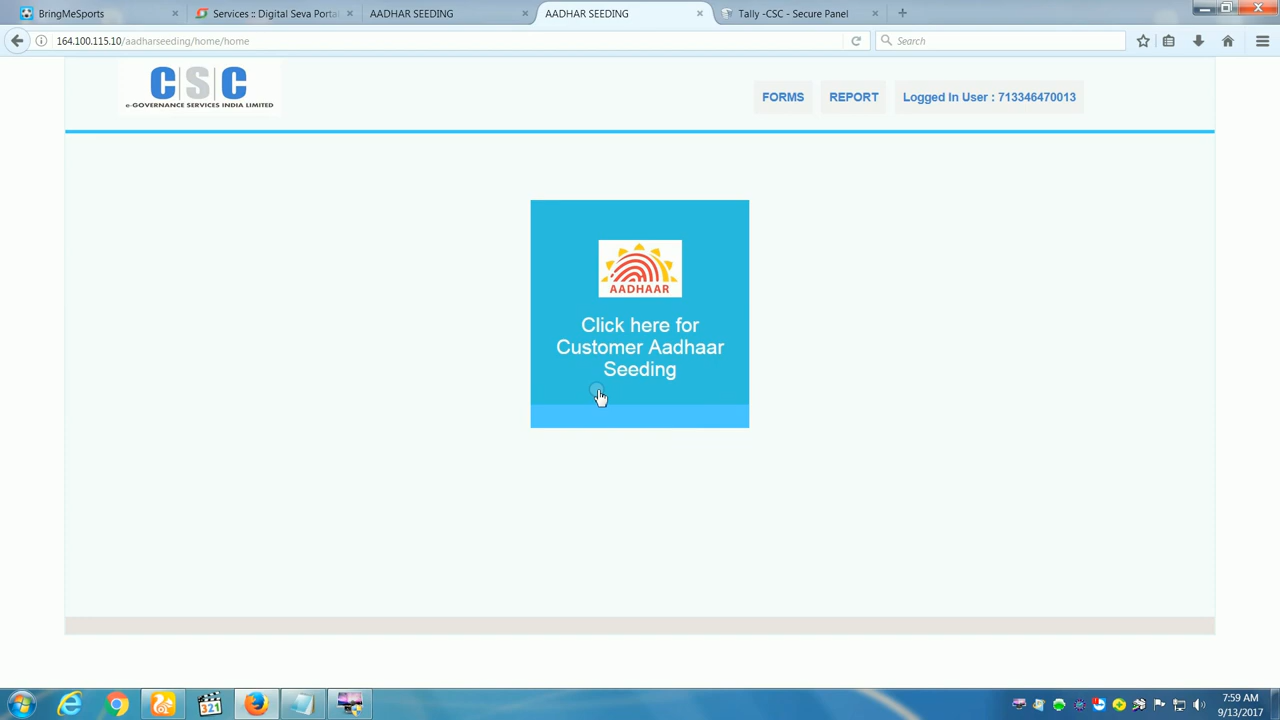 BringMeSports
Services :: Digital Seva Portal
AADHAR SEEDING
AADHAR SEEDING
Tally -CSC - Secure Panel
164.100.115.10/aadharseeding/home/home
Search
CSC
e-GOVERNANCE SERVICES INDIA LIMITED
FORMS
REPORT
Logged In User : 713346470013
AADHAAR
Click here for
Customer Aadhaar
Seeding
321
7:59 AM
9/13/2017